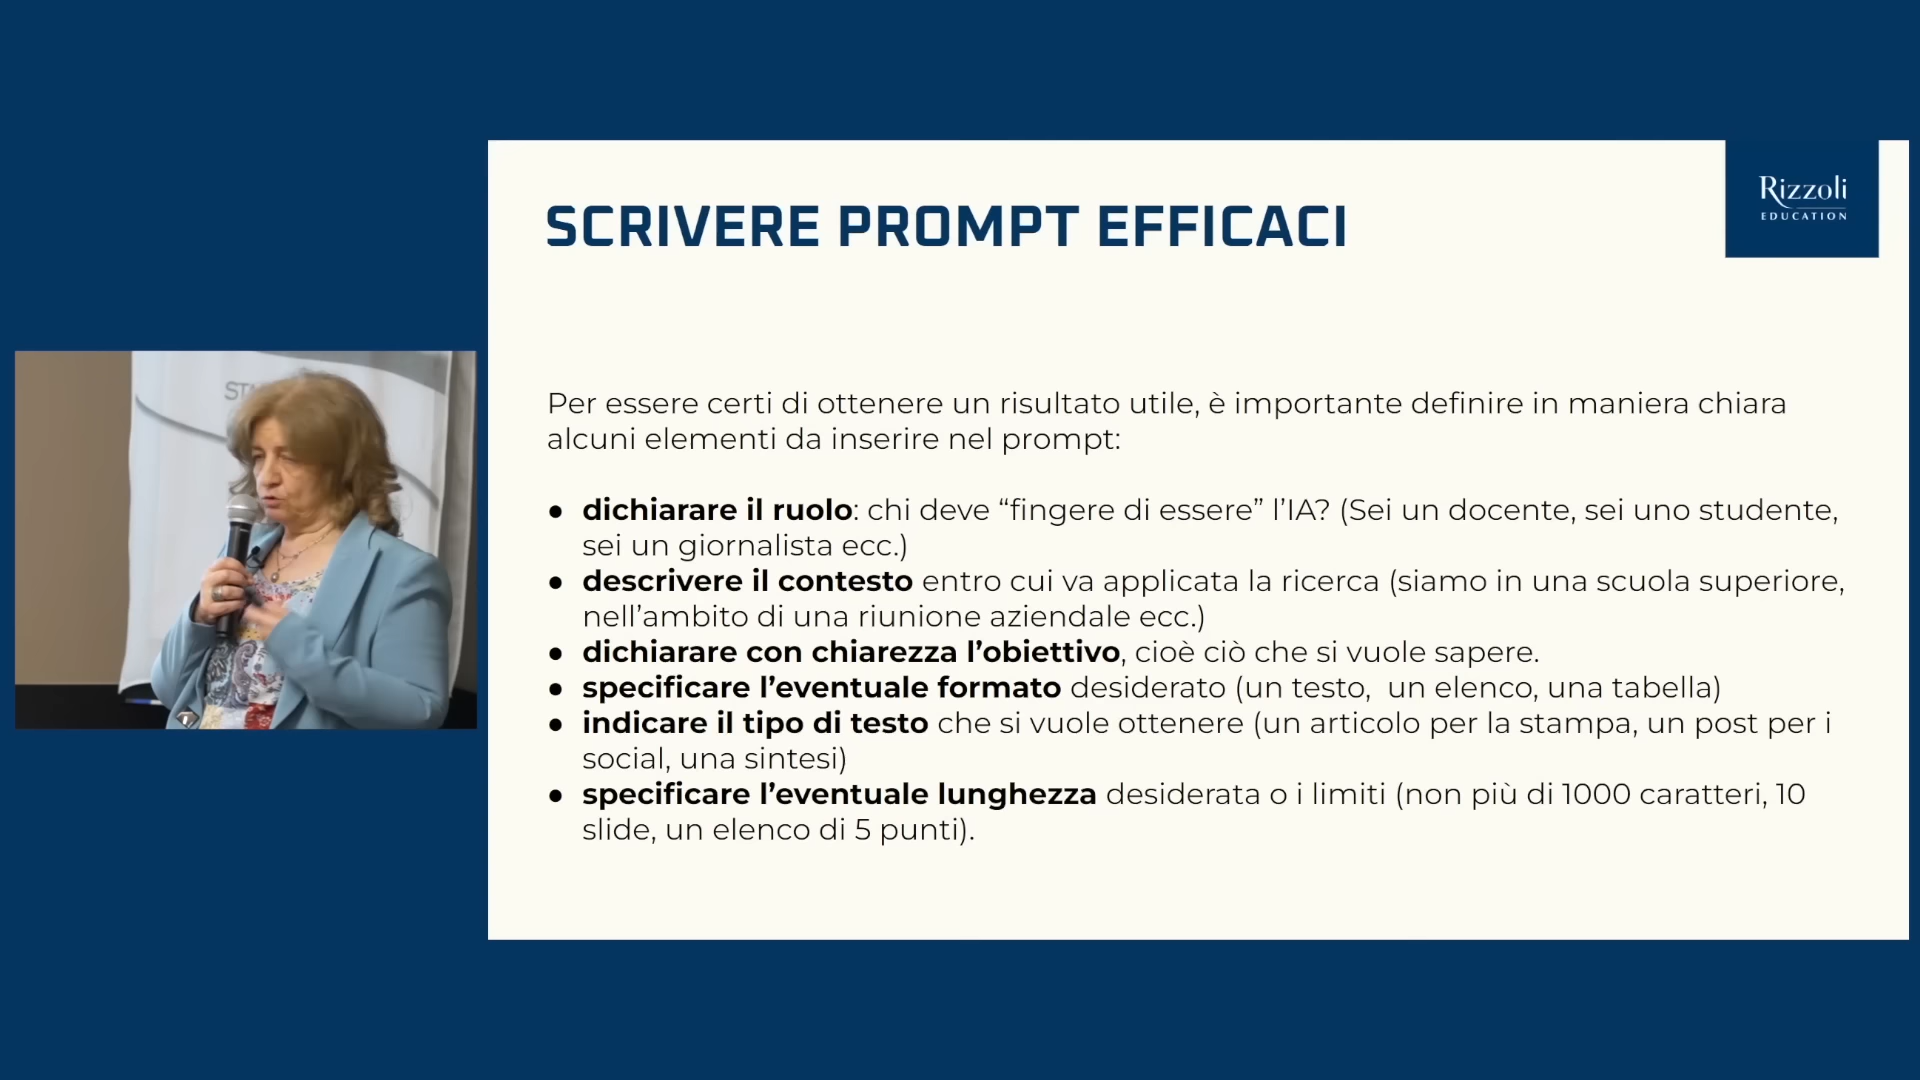 Rizzoli
EDUCATION
SCRIVERE PROMPT EFFICACI
Per essere certi di ottenere un risultato utile, è importante definire in maniera chiara
alcuni elementi da inserire nel prompt:
● dichiarare il ruolo: chi deve “fingere di essere” l’IA? (Sei un docente, sei uno studente,
sei un giornalista ecc.)
● descrivere il contesto entro cui va applicata la ricerca (siamo in una scuola superiore,
nell’ambito di una riunione aziendale ecc.)
● dichiarare con chiarezza l’obiettivo, cioè ciò che si vuole sapere.
● specificare l’eventuale formato desiderato (un testo,  un elenco, una tabella)
● indicare il tipo di testo che si vuole ottenere (un articolo per la stampa, un post per i
social, una sintesi)
● specificare l’eventuale lunghezza desiderata o i limiti (non più di 1000 caratteri, 10
slide, un elenco di 5 punti).